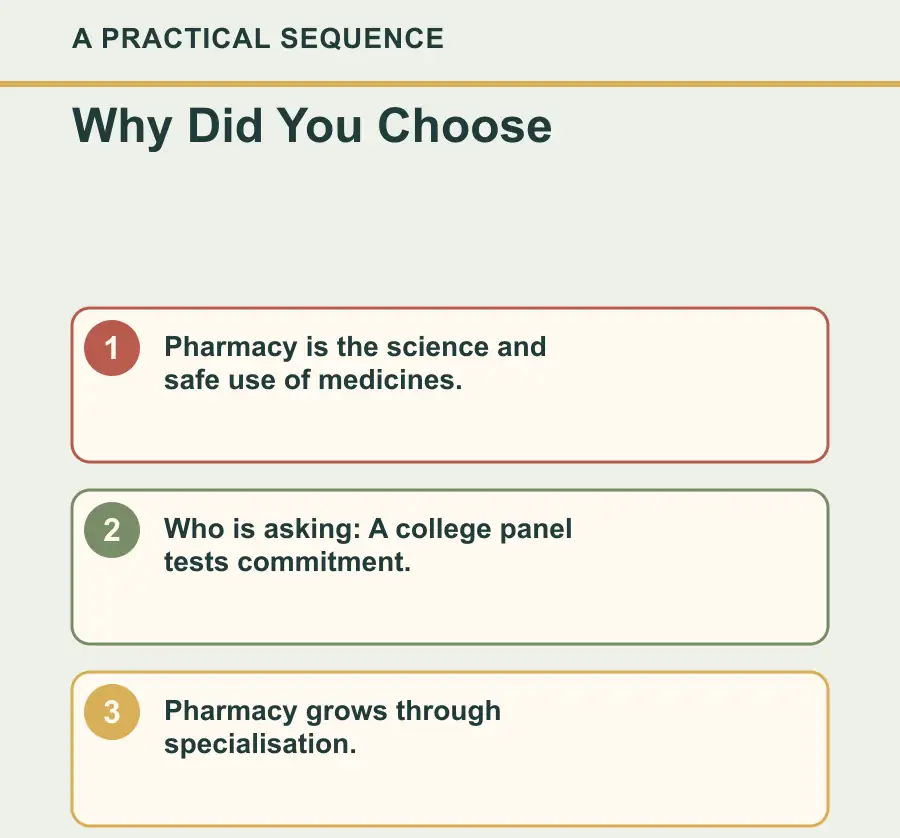 A PRACTICAL SEQUENCE
Why Did You Choose
1
Pharmacy is the science and
safe use of medicines.
2
Who is asking: A college panel
tests commitment.
3
Pharmacy grows through
specialisation.